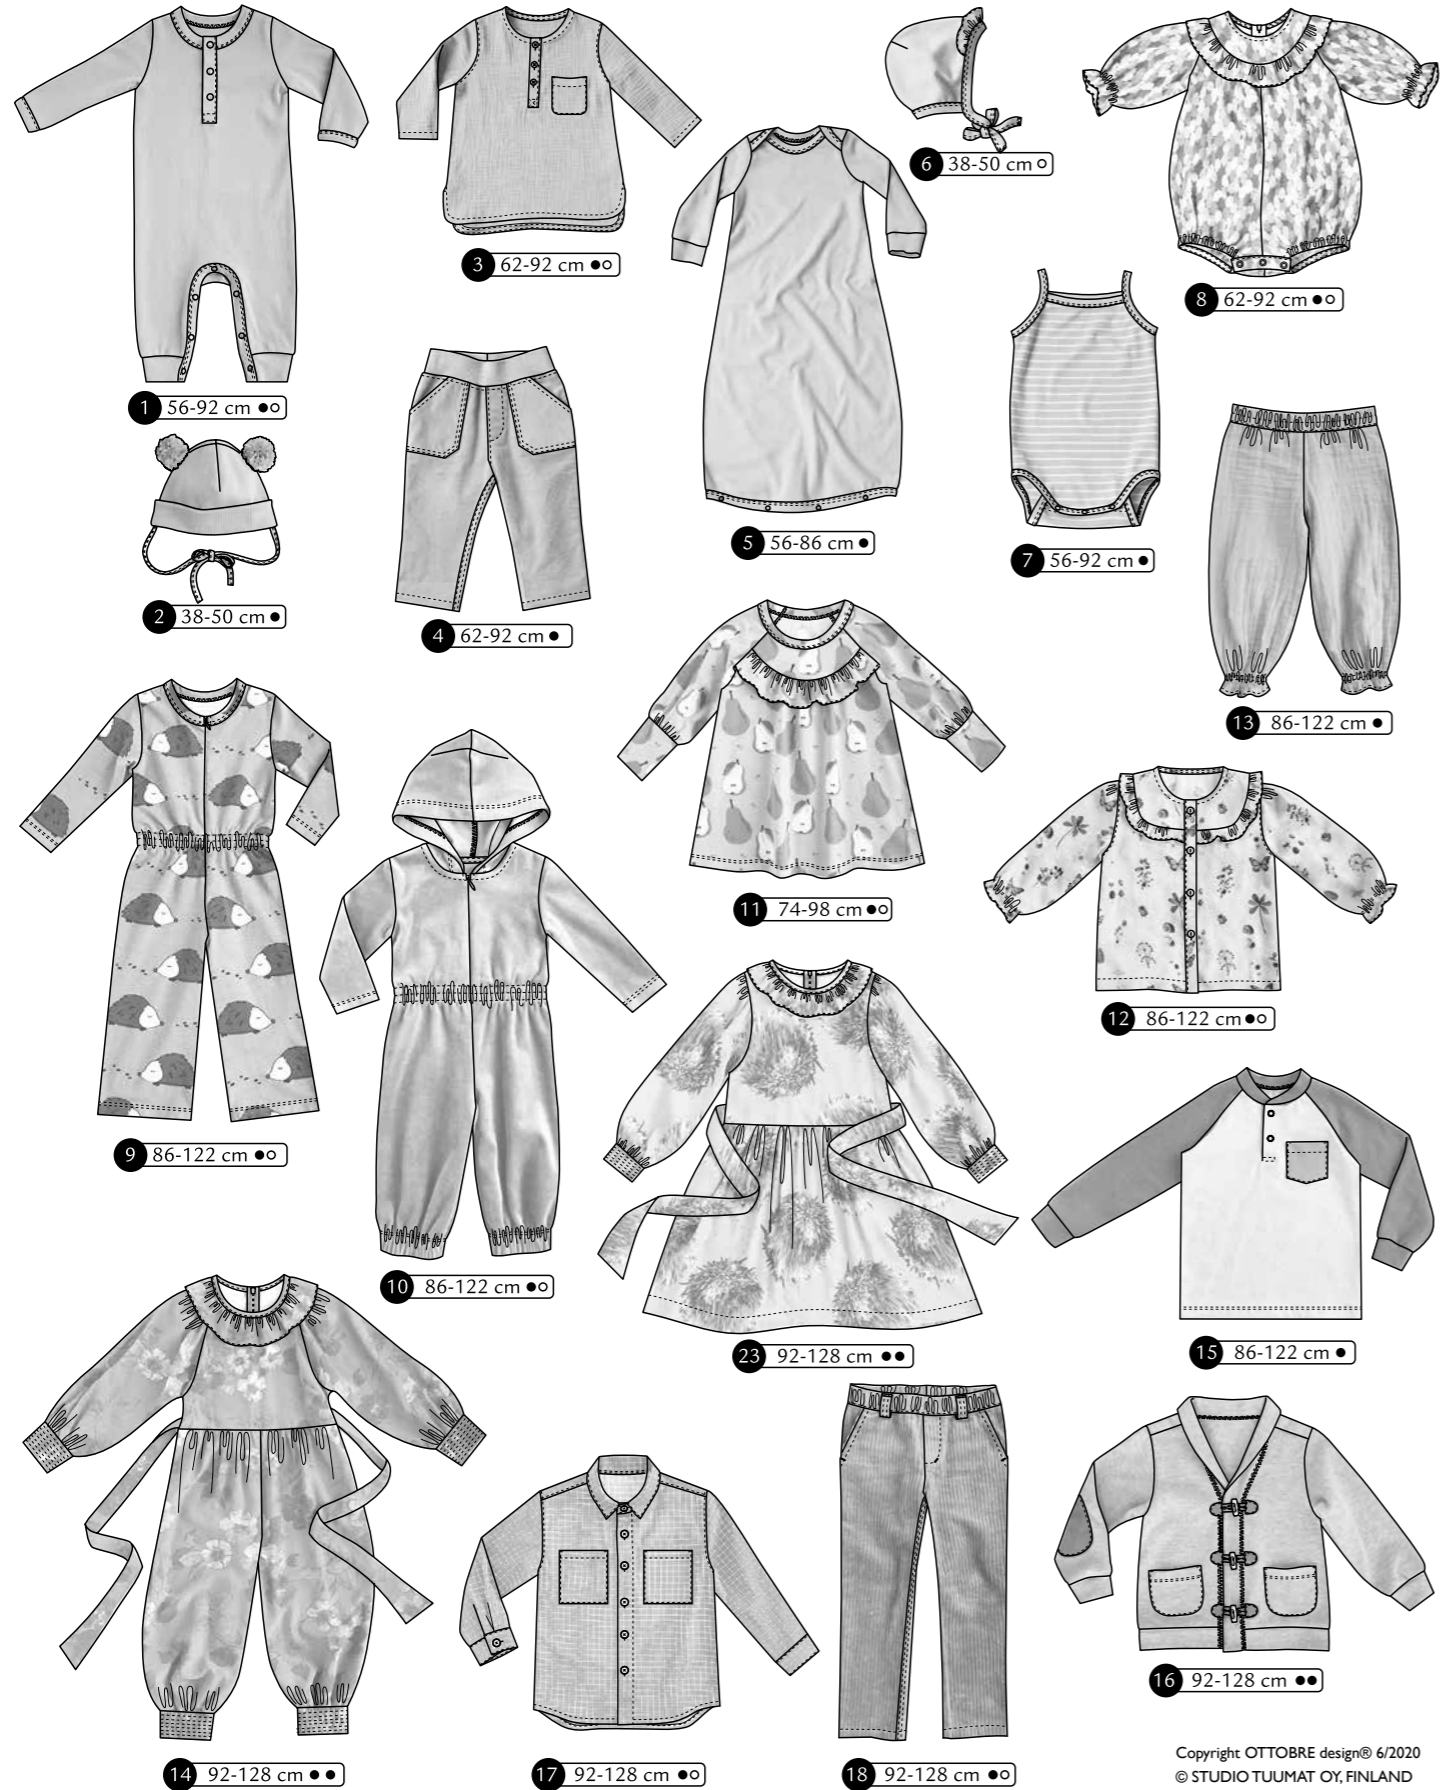 6 38-50 cm ○
3 62-92 cm ●○
8 62-92 cm ●○
1 56-92 cm ●○
5 56-86 cm ●
7 56-92 cm ●
2 38-50 cm ●
4 62-92 cm ●
13 86-122 cm ●
11 74-98 cm ●○
12 86-122 cm ●○
9 86-122 cm ●○
10 86-122 cm ●○
23 92-128 cm ●●
15 86-122 cm ●
16 92-128 cm ●●
14 92-128 cm ●●
17 92-128 cm ●○
18 92-128 cm ●○
Copyright OTTOBRE design® 6/2020
© STUDIO TUUMAT OY, FINLAND